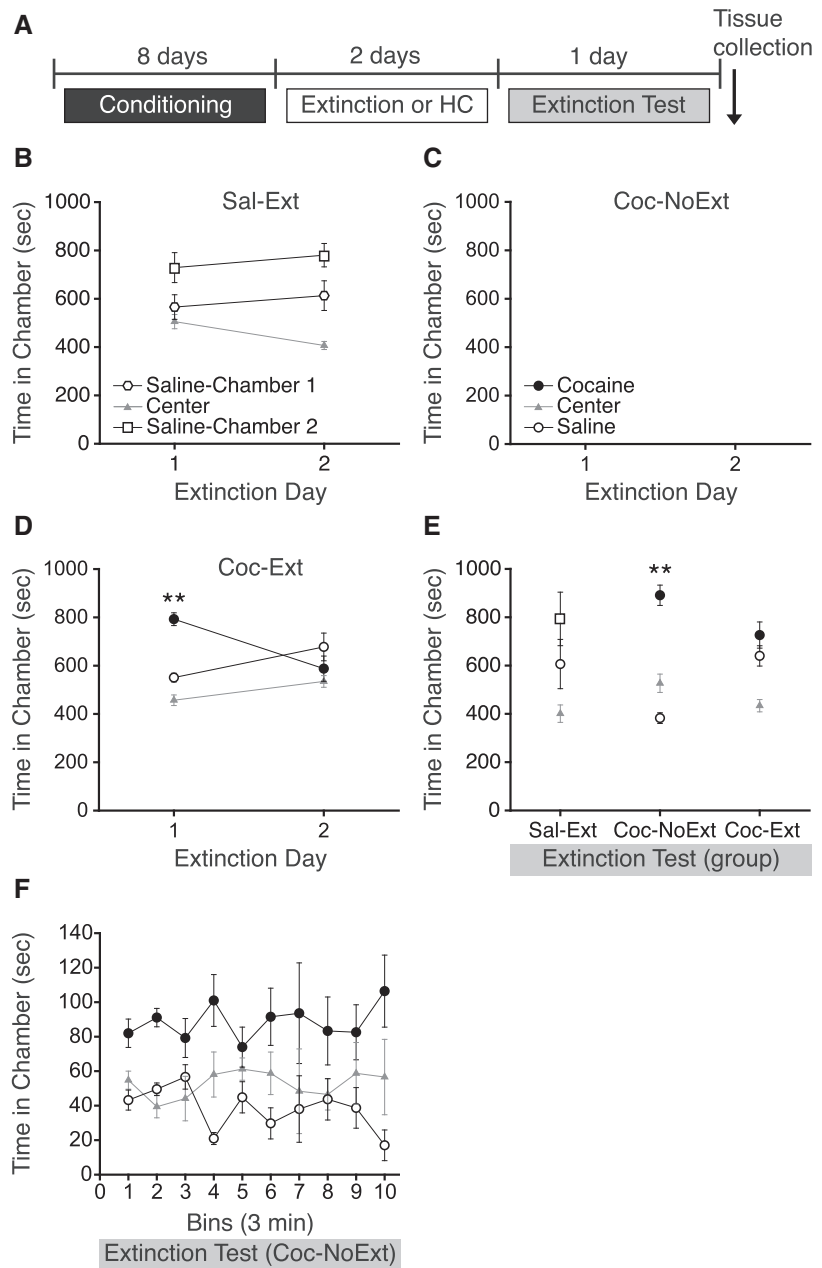 A
8 days
2 days
1 day
Tissue
collection
Conditioning
Extinction or HC
Extinction Test
B
Sal-Ext
1000
800
600
400
200
0
Time in Chamber (sec)
Saline-Chamber 1
Center
Saline-Chamber 2
1
2
Extinction Day
C
Coc-NoExt
1000
800
600
400
200
0
Time in Chamber (sec)
Cocaine
Center
Saline
1
2
Extinction Day
D
Coc-Ext
1000
800
600
400
200
0
Time in Chamber (sec)
**
1
2
Extinction Day
E
1000
800
600
400
200
0
Time in Chamber (sec)
**
Sal-Ext Coc-NoExt Coc-Ext
Extinction Test (group)
F
140
120
100
80
60
40
20
0
Time in Chamber (sec)
0 1 2 3 4 5 6 7 8 9 10
Bins (3 min)
Extinction Test (Coc-NoExt)